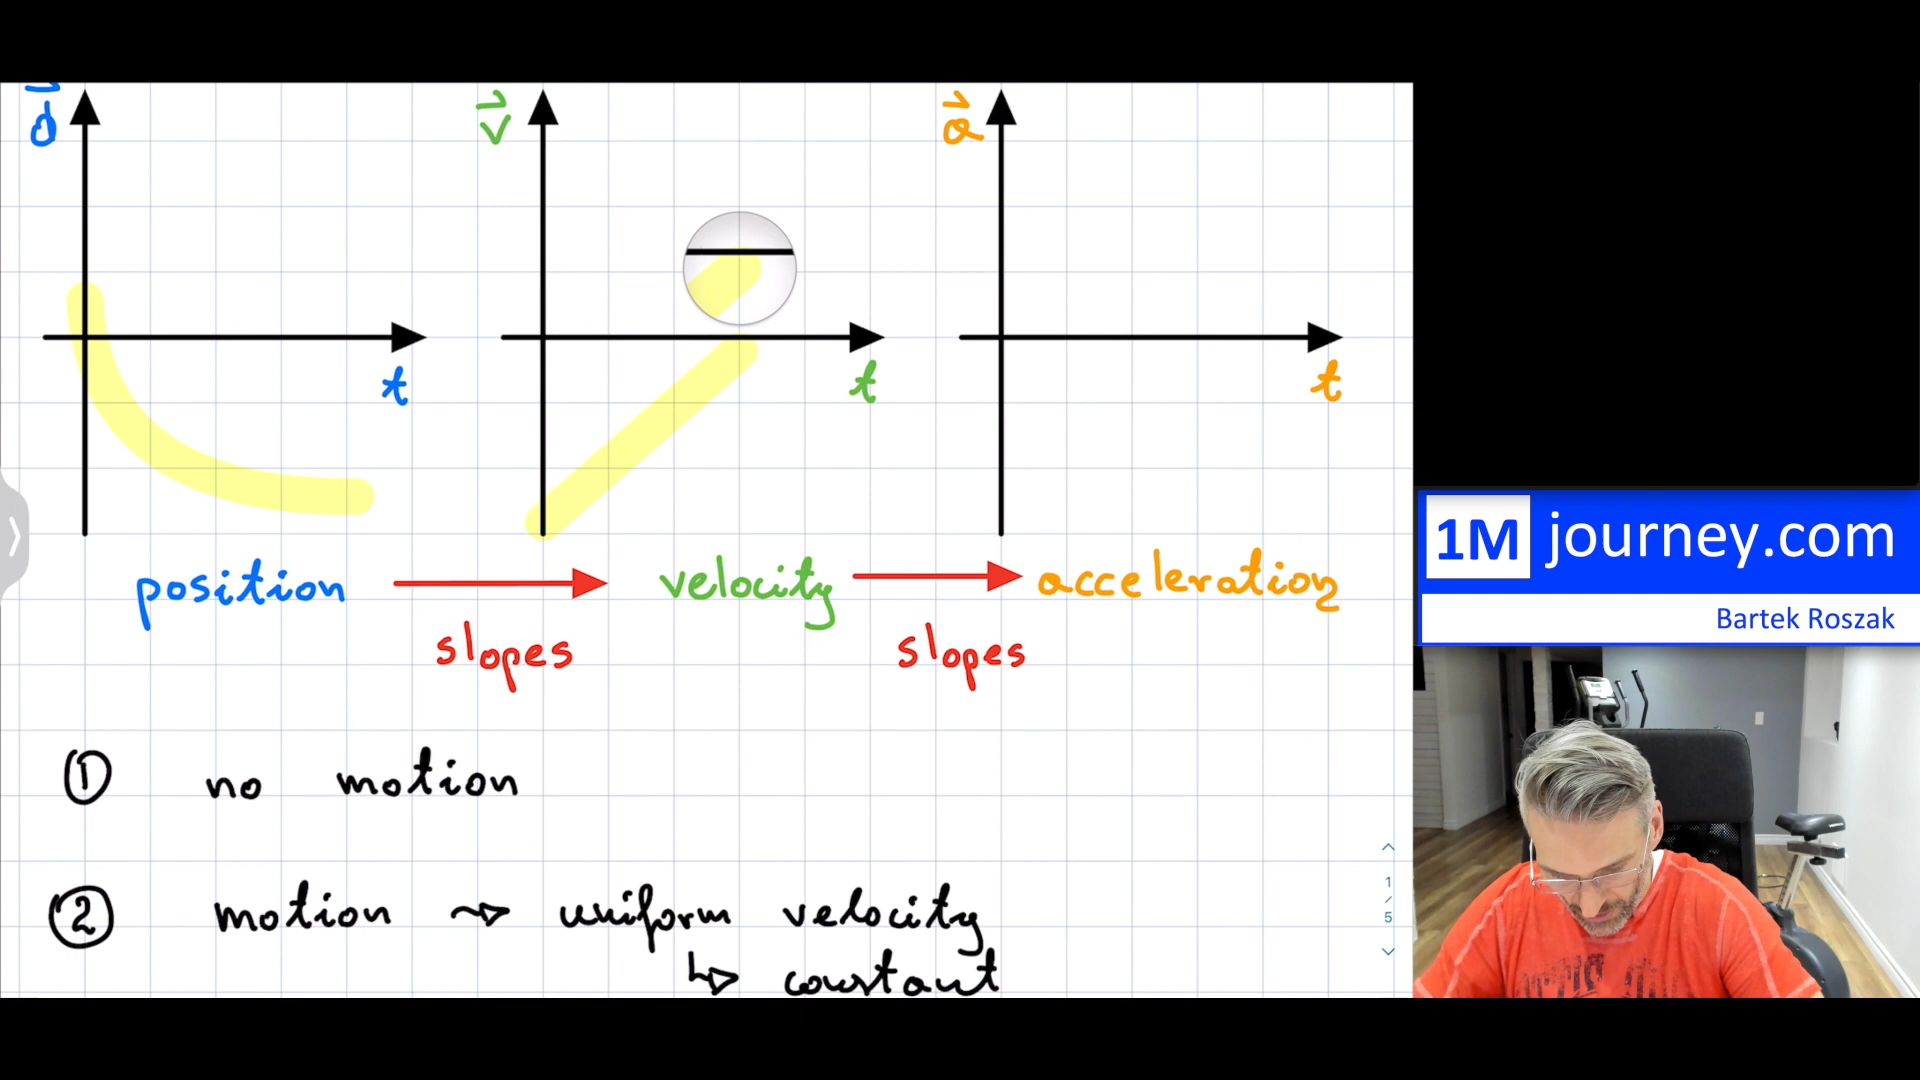 d v a
t t t
position velocity acceleration
slopes slopes
1 no motion
2 motion ⇝ uniform velocity
↳ constant
1
/
5
1M journey.com
Bartek Roszak